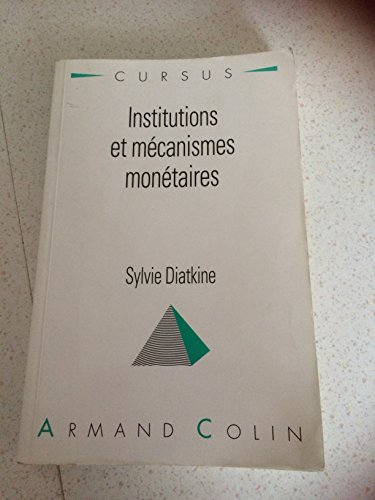 CURSUS
Institutions
et mécanismes
monétaires
Sylvie Diatkine
ARMAND COLIN